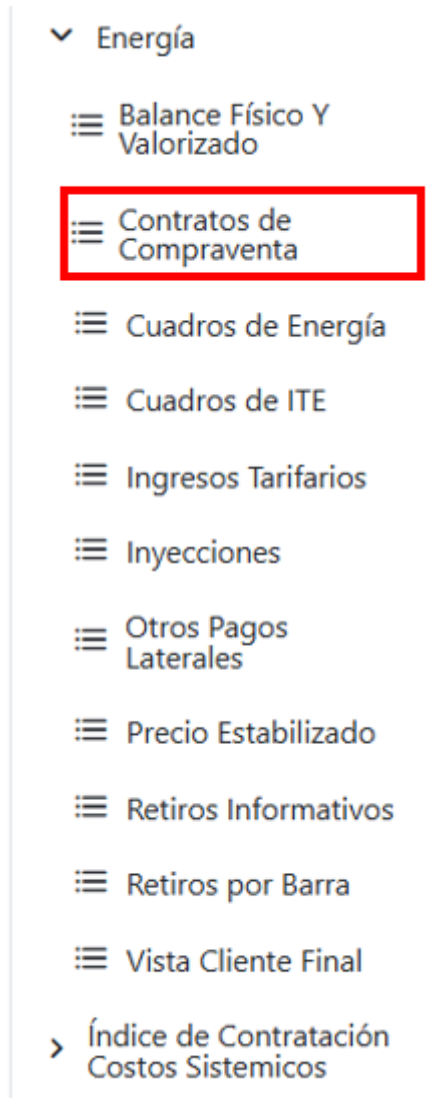 Energía
Balance Físico Y
Valorizado
Contratos de
Compraventa
Cuadros de Energía
Cuadros de ITE
Ingresos Tarifarios
Inyecciones
Otros Pagos
Laterales
Precio Estabilizado
Retiros Informativos
Retiros por Barra
Vista Cliente Final
Índice de Contratación
Costos Sistemicos